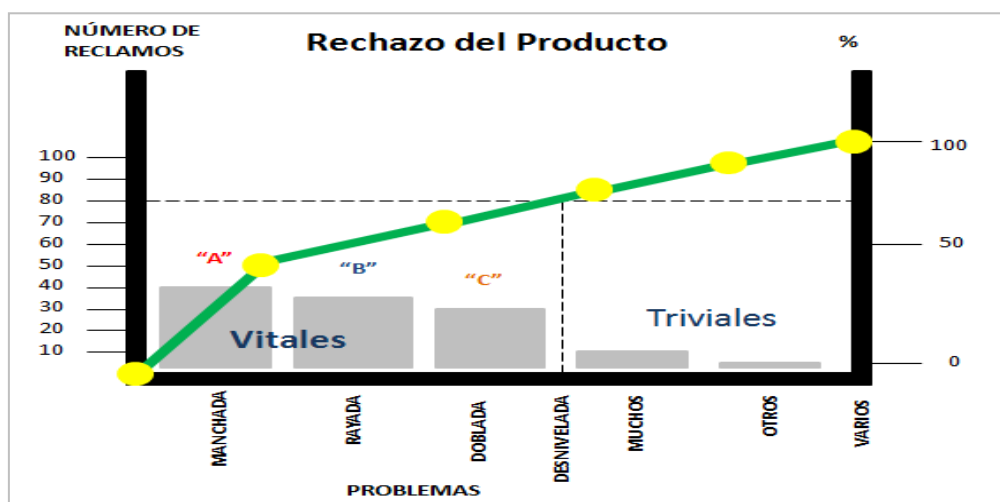 NÚMERO DE
RECLAMOS
Rechazo del Producto
%
100
90
80
70
60
50
40
30
20
10
100
50
0
“A”
“B”
“C”
Vitales
Triviales
MANCHADA
RAYADA
DOBLADA
DESNIVELADA
MUCHOS
OTROS
VARIOS
PROBLEMAS